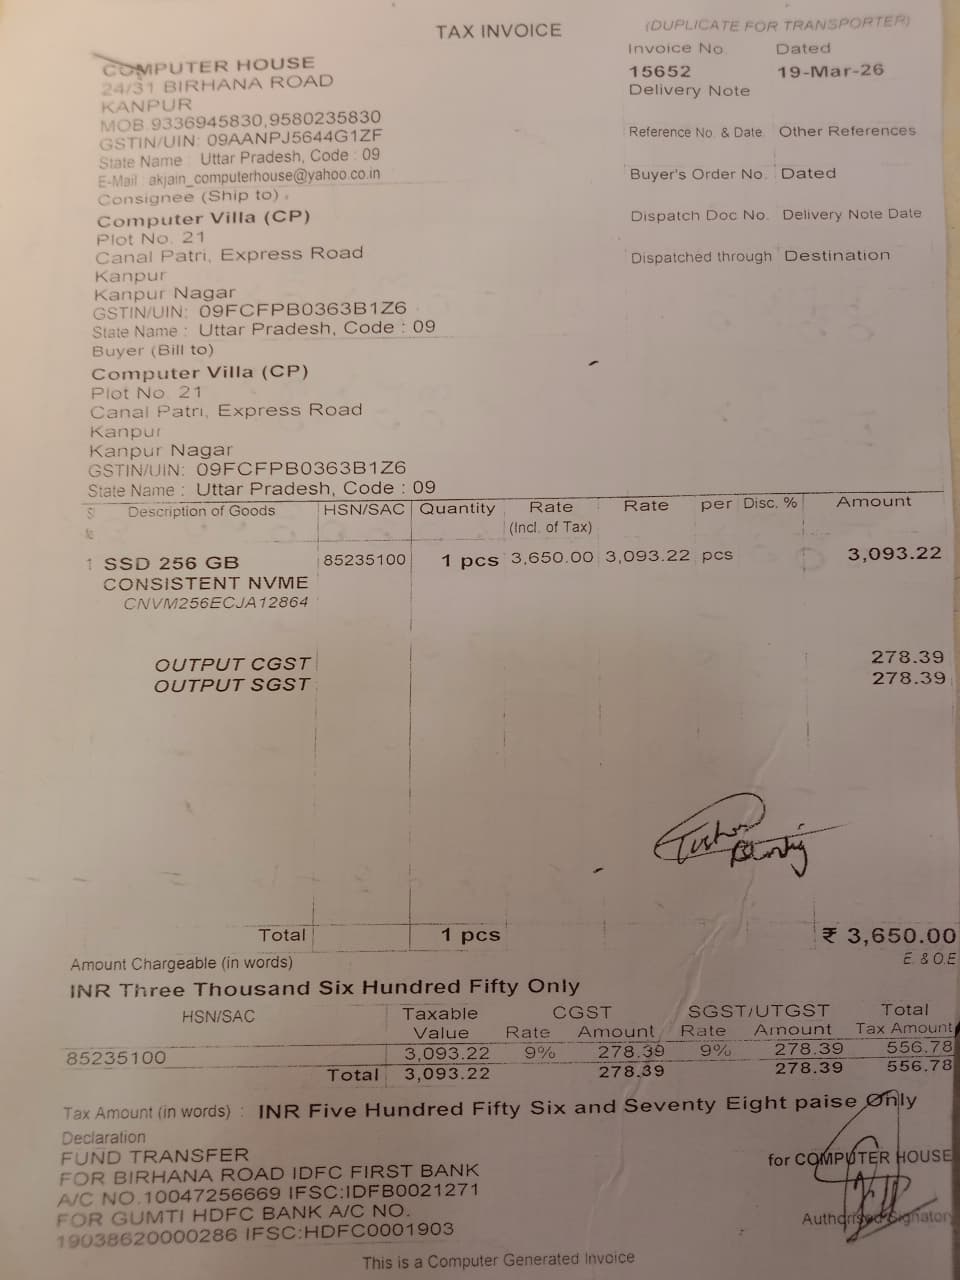 TAX INVOICE
(DUPLICATE FOR TRANSPORTER)
COMPUTER HOUSE
24/31 BIRHANA ROAD
KANPUR
MOB.9336945830,9580235830
GSTIN/UIN: 09AANPJ5644G1ZF
State Name : Uttar Pradesh, Code : 09
E-Mail : akjain_computerhouse@yahoo.co.in
Invoice No. Dated
15652 19-Mar-26
Delivery Note
Reference No. & Date. Other References
Buyer's Order No. Dated
Dispatch Doc No. Delivery Note Date
Dispatched through Destination
Consignee (Ship to)
Computer Villa (CP)
Plot No. 21
Canal Patri, Express Road
Kanpur
Kanpur Nagar
GSTIN/UIN: 09FCFPB0363B1Z6
State Name : Uttar Pradesh, Code : 09
Buyer (Bill to)
Computer Villa (CP)
Plot No. 21
Canal Patri, Express Road
Kanpur
Kanpur Nagar
GSTIN/UIN: 09FCFPB0363B1Z6
State Name : Uttar Pradesh, Code : 09
Description of Goods HSN/SAC Quantity Rate Rate per Disc. % Amount
(Incl. of Tax)
1 SSD 256 GB 85235100 1 pcs 3,650.00 3,093.22 pcs 3,093.22
CONSISTENT NVME
CNVM256ECJA12864
OUTPUT CGST 278.39
OUTPUT SGST 278.39
Total 1 pcs ₹ 3,650.00
Amount Chargeable (in words) E. & O.E
INR Three Thousand Six Hundred Fifty Only
HSN/SAC Taxable CGST SGST/UTGST Total
Value Rate Amount Rate Amount Tax Amount
85235100 3,093.22 9% 278.39 9% 278.39 556.78
Total 3,093.22 278.39 278.39 556.78
Tax Amount (in words) : INR Five Hundred Fifty Six and Seventy Eight paise Only
Declaration
FUND TRANSFER
FOR BIRHANA ROAD IDFC FIRST BANK
A/C NO.10047256669 IFSC:IDFB0021271
FOR GUMTI HDFC BANK A/C NO.
19038620000286 IFSC:HDFC0001903
for COMPUTER HOUSE
Authorised Signatory
This is a Computer Generated Invoice